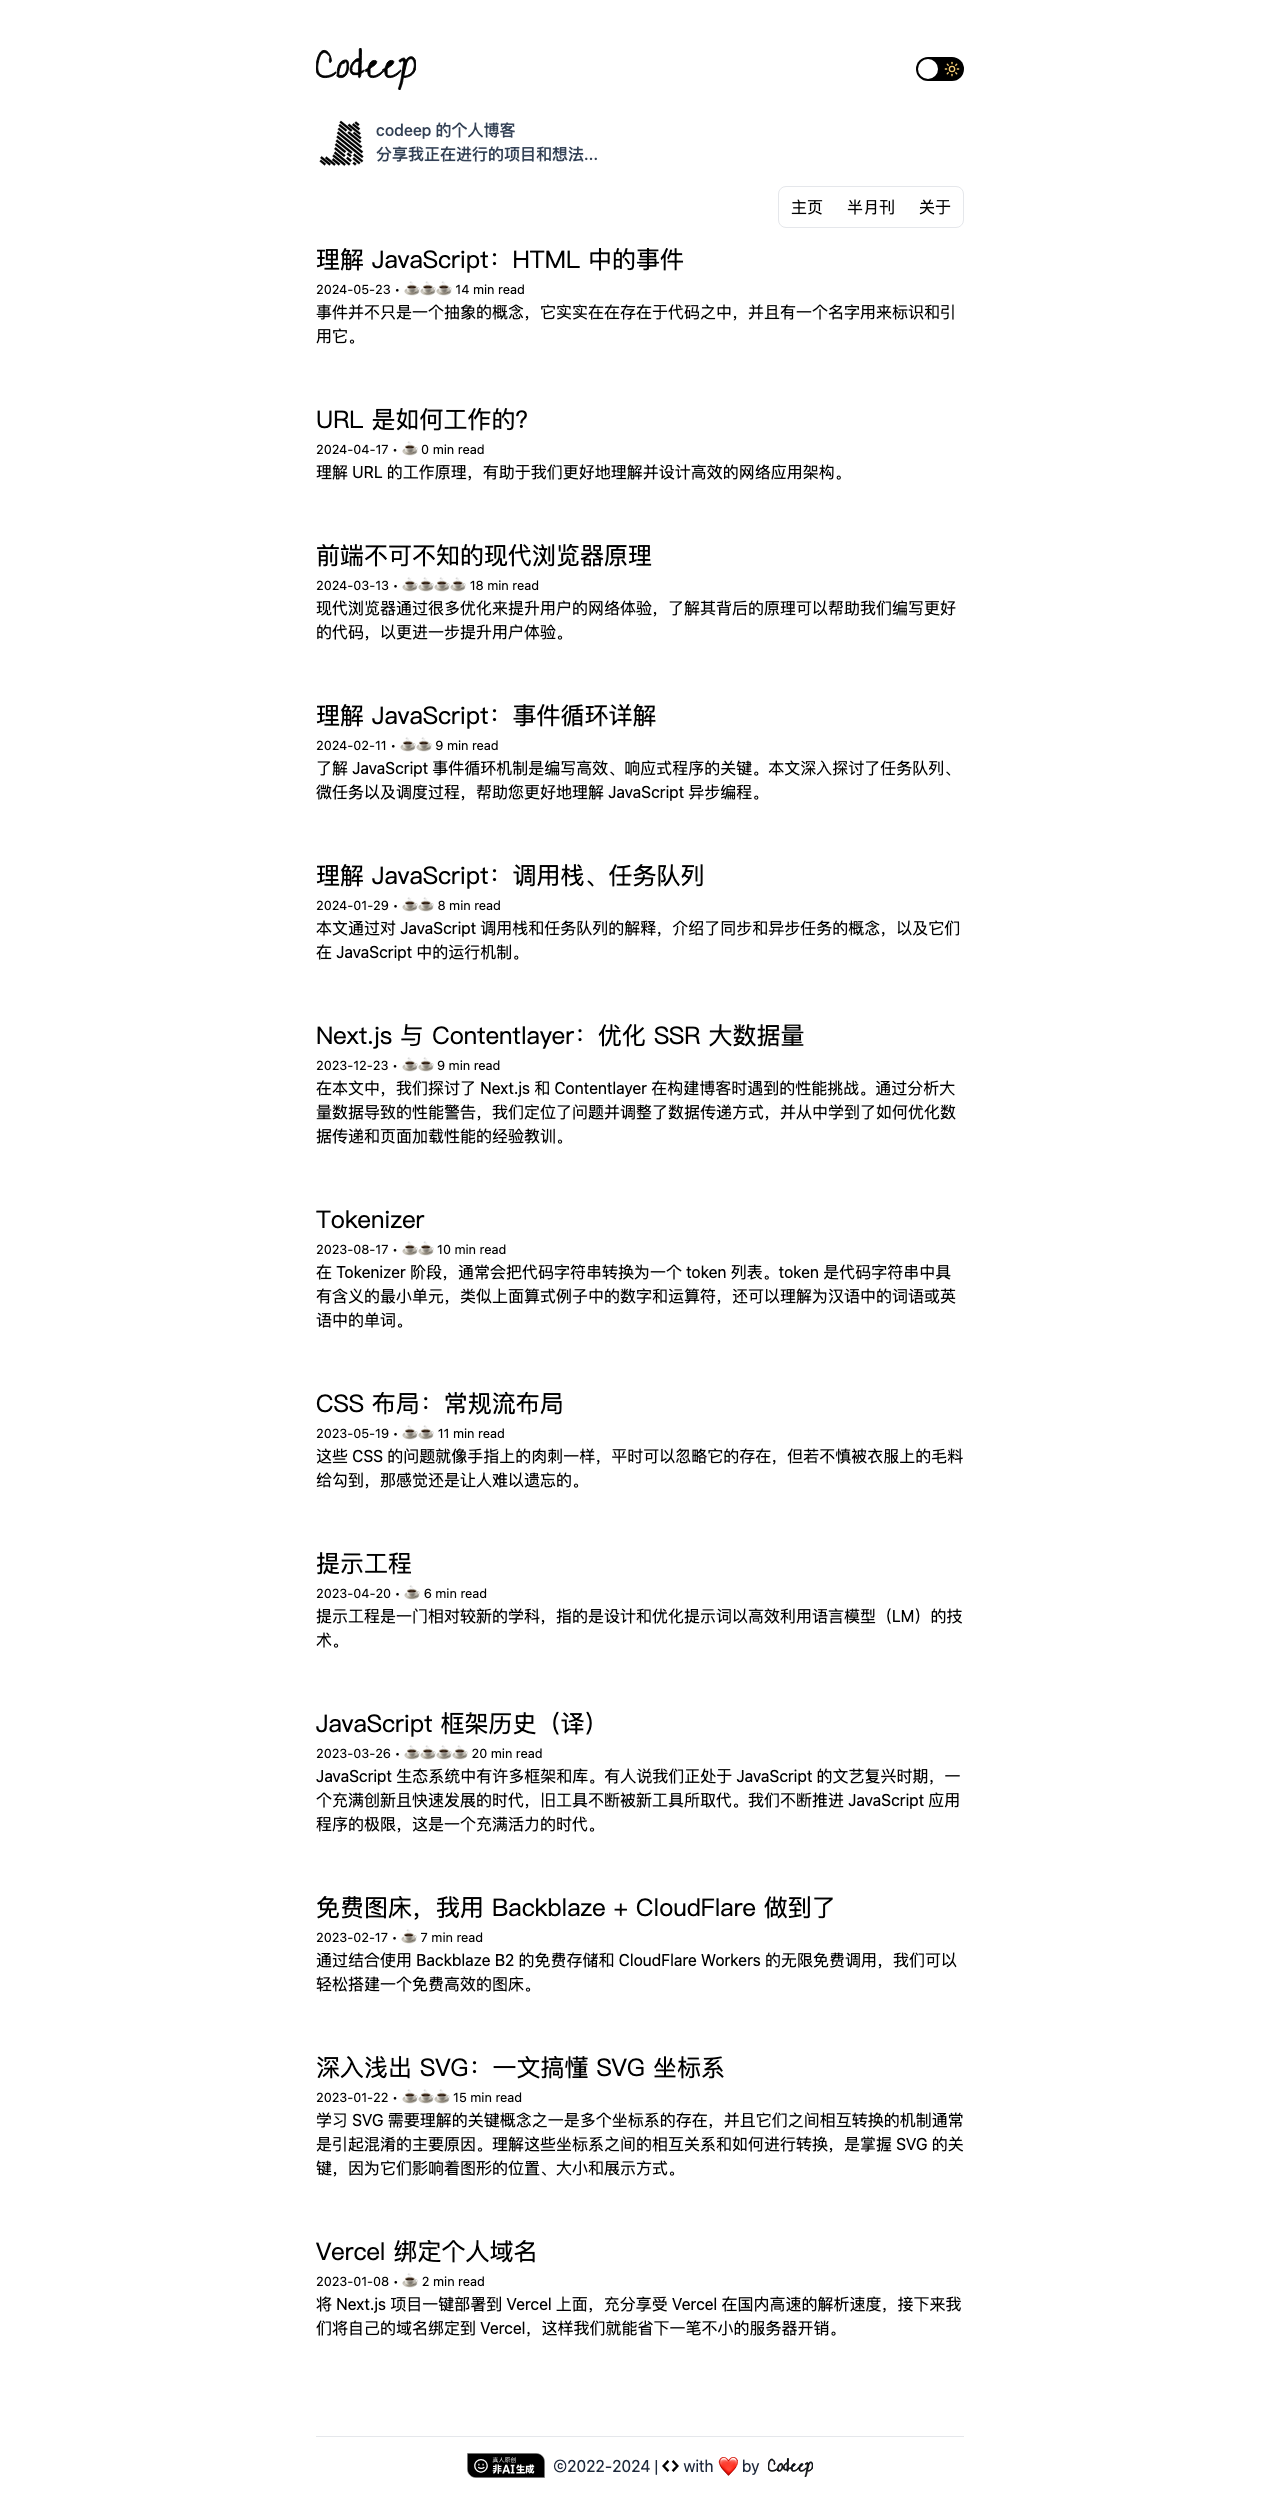 Codeep
codeep 的个人博客
分享我正在进行的项目和想法...
主页 半月刊 关于
理解 JavaScript：HTML 中的事件
2024-05-23 • ☕☕☕ 14 min read
事件并不只是一个抽象的概念，它实实在在存在于代码之中，并且有一个名字用来标识和引
用它。
URL 是如何工作的？
2024-04-17 • ☕ 0 min read
理解 URL 的工作原理，有助于我们更好地理解并设计高效的网络应用架构。
前端不可不知的现代浏览器原理
2024-03-13 • ☕☕☕☕ 18 min read
现代浏览器通过很多优化来提升用户的网络体验，了解其背后的原理可以帮助我们编写更好
的代码，以更进一步提升用户体验。
理解 JavaScript：事件循环详解
2024-02-11 • ☕☕ 9 min read
了解 JavaScript 事件循环机制是编写高效、响应式程序的关键。本文深入探讨了任务队列、
微任务以及调度过程，帮助您更好地理解 JavaScript 异步编程。
理解 JavaScript：调用栈、任务队列
2024-01-29 • ☕☕ 8 min read
本文通过对 JavaScript 调用栈和任务队列的解释，介绍了同步和异步任务的概念，以及它们
在 JavaScript 中的运行机制。
Next.js 与 Contentlayer：优化 SSR 大数据量
2023-12-23 • ☕☕ 9 min read
在本文中，我们探讨了 Next.js 和 Contentlayer 在构建博客时遇到的性能挑战。通过分析大
量数据导致的性能警告，我们定位了问题并调整了数据传递方式，并从中学到了如何优化数
据传递和页面加载性能的经验教训。
Tokenizer
2023-08-17 • ☕☕ 10 min read
在 Tokenizer 阶段，通常会把代码字符串转换为一个 token 列表。token 是代码字符串中具
有含义的最小单元，类似上面算式例子中的数字和运算符，还可以理解为汉语中的词语或英
语中的单词。
CSS 布局：常规流布局
2023-05-19 • ☕☕ 11 min read
这些 CSS 的问题就像手指上的肉刺一样，平时可以忽略它的存在，但若不慎被衣服上的毛料
给勾到，那感觉还是让人难以遗忘的。
提示工程
2023-04-20 • ☕ 6 min read
提示工程是一门相对较新的学科，指的是设计和优化提示词以高效利用语言模型（LM）的技
术。
JavaScript 框架历史（译）
2023-03-26 • ☕☕☕☕ 20 min read
JavaScript 生态系统中有许多框架和库。有人说我们正处于 JavaScript 的文艺复兴时期，一
个充满创新且快速发展的时代，旧工具不断被新工具所取代。我们不断推进 JavaScript 应用
程序的极限，这是一个充满活力的时代。
免费图床，我用 Backblaze + CloudFlare 做到了
2023-02-17 • ☕ 7 min read
通过结合使用 Backblaze B2 的免费存储和 CloudFlare Workers 的无限免费调用，我们可以
轻松搭建一个免费高效的图床。
深入浅出 SVG：一文搞懂 SVG 坐标系
2023-01-22 • ☕☕☕ 15 min read
学习 SVG 需要理解的关键概念之一是多个坐标系的存在，并且它们之间相互转换的机制通常
是引起混淆的主要原因。理解这些坐标系之间的相互关系和如何进行转换，是掌握 SVG 的关
键，因为它们影响着图形的位置、大小和展示方式。
Vercel 绑定个人域名
2023-01-08 • ☕ 2 min read
将 Next.js 项目一键部署到 Vercel 上面，充分享受 Vercel 在国内高速的解析速度，接下来我
们将自己的域名绑定到 Vercel，这样我们就能省下一笔不小的服务器开销。
真人原创
非AI生成
©2022-2024 | <> with ❤️ by Codeep